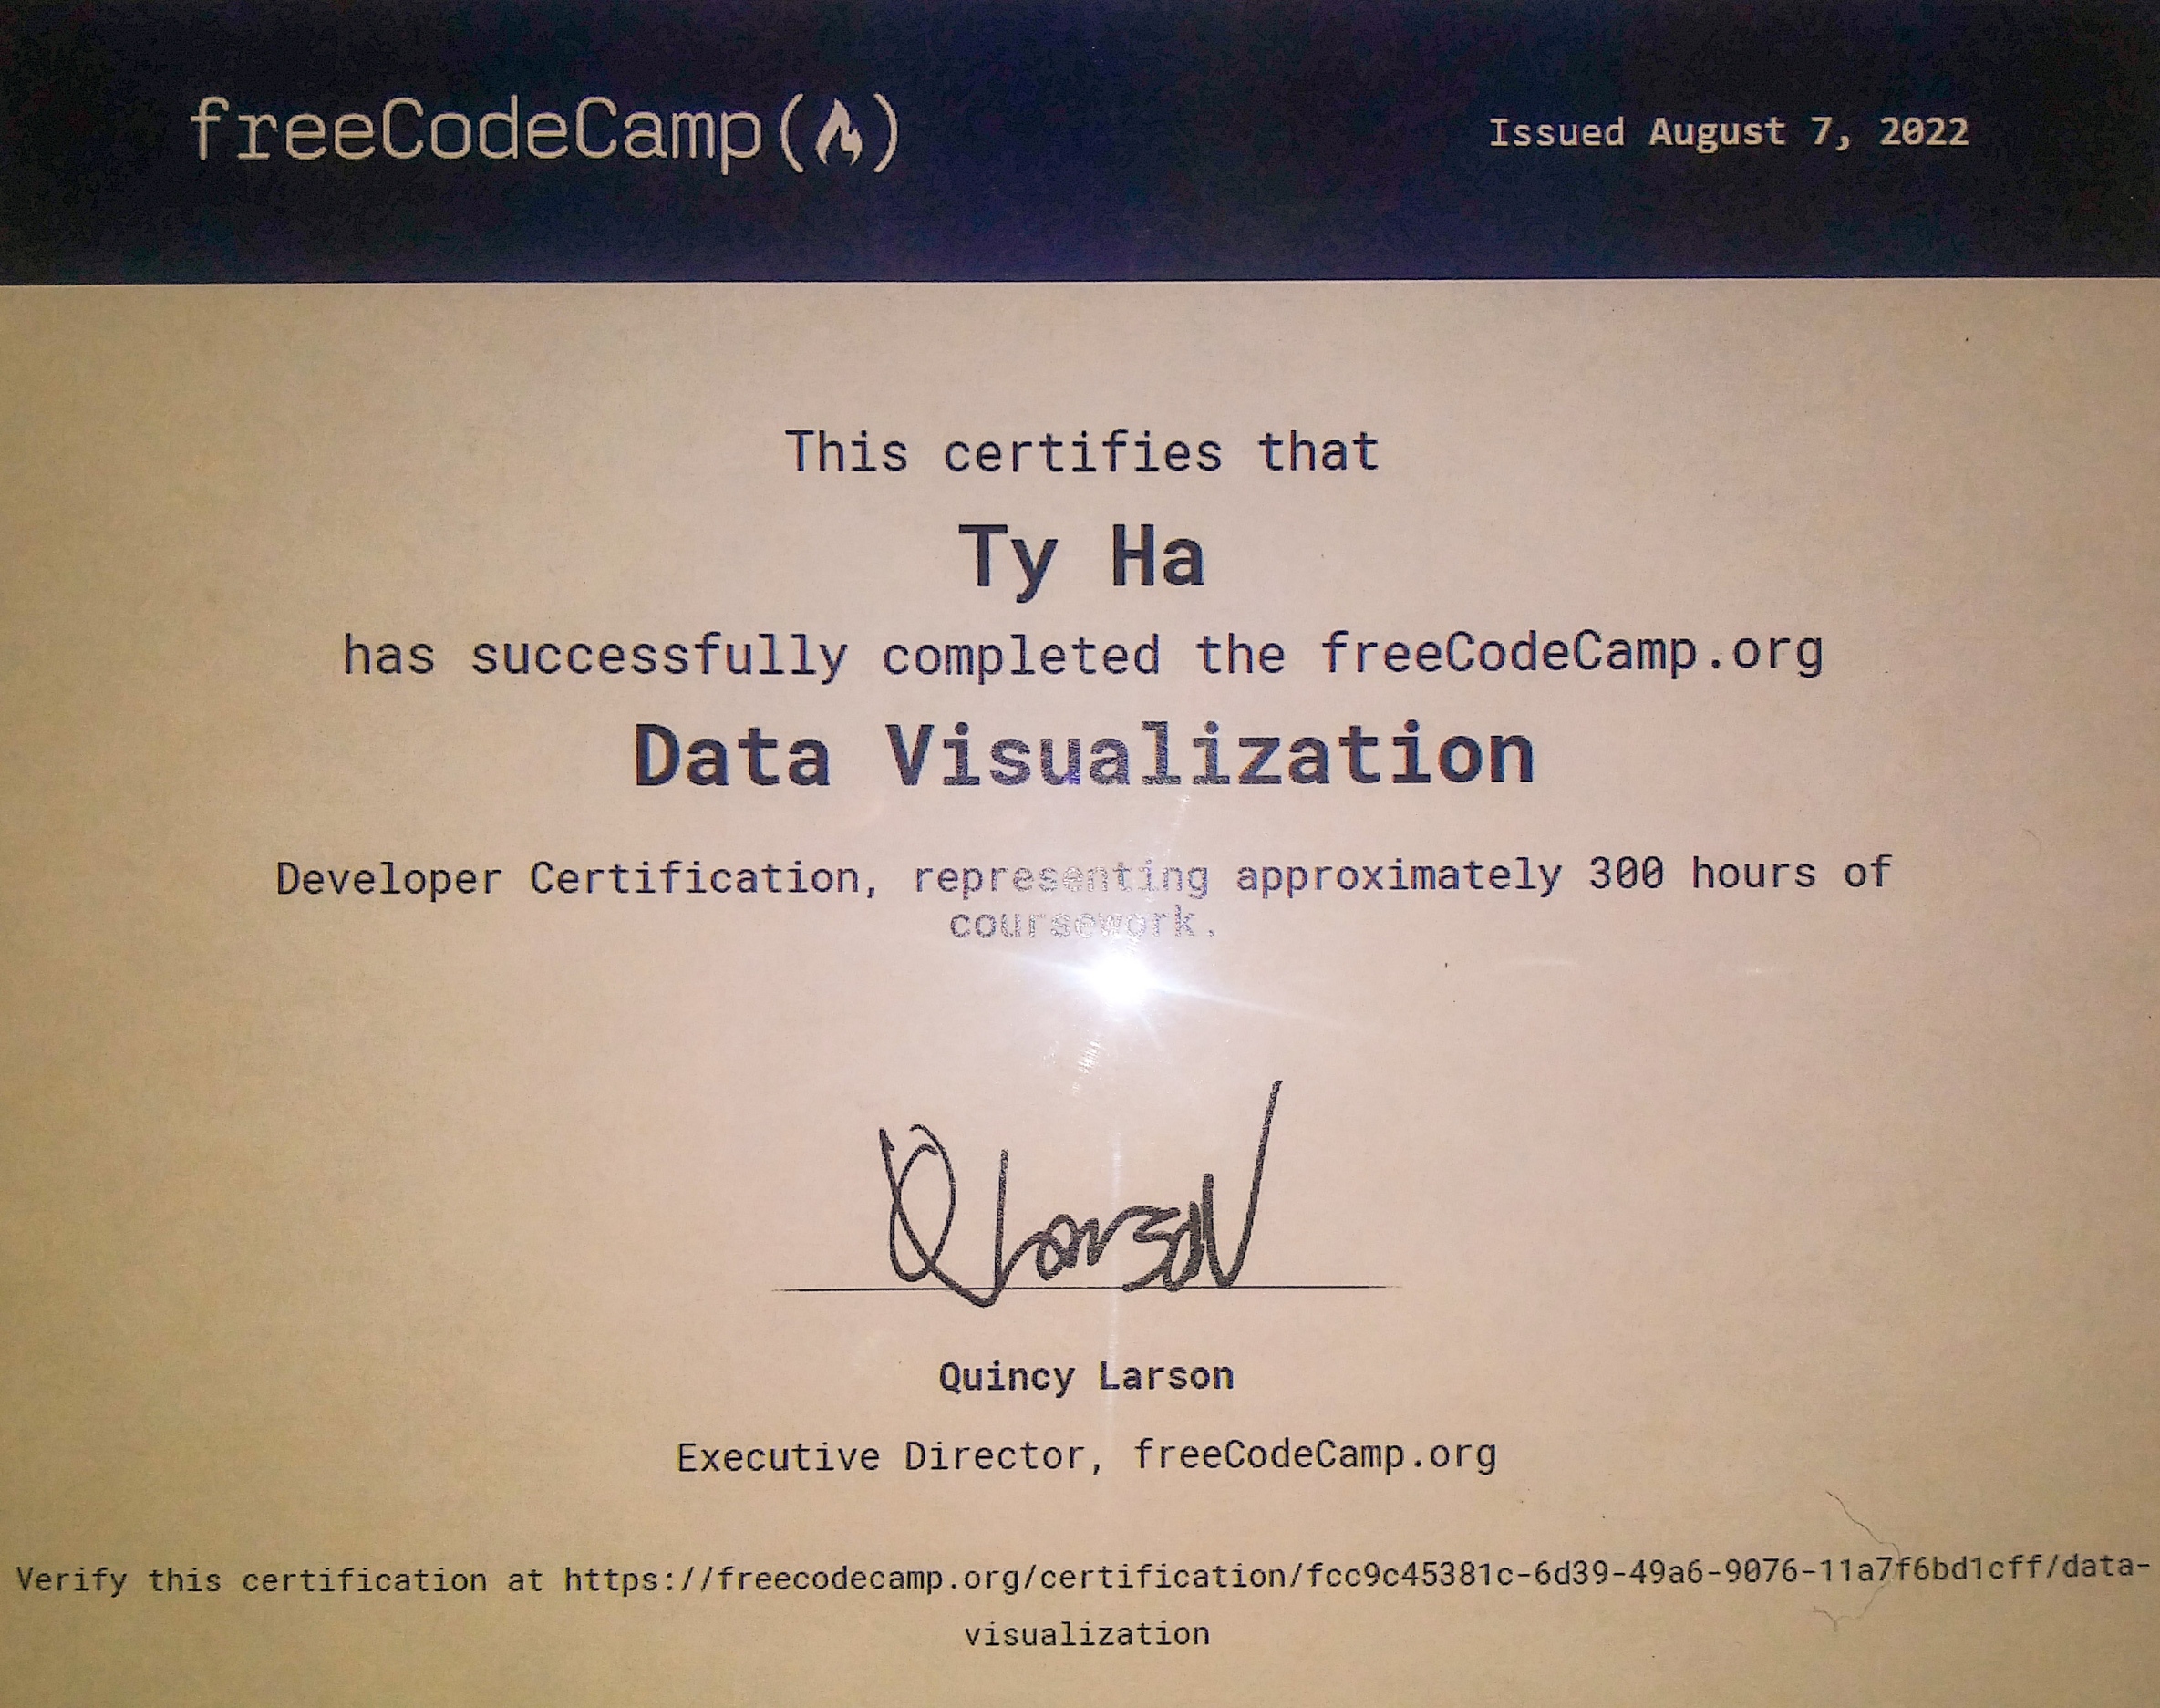 freeCodeCamp(🔥)
Issued August 7, 2022
This certifies that
Ty Ha
has successfully completed the freeCodeCamp.org
Data Visualization
Developer Certification, representing approximately 300 hours of
coursework.
Q Larson
Quincy Larson
Executive Director, freeCodeCamp.org
Verify this certification at https://freecodecamp.org/certification/fcc9c45381c-6d39-49a6-9076-11a7f6bd1cff/data-
visualization